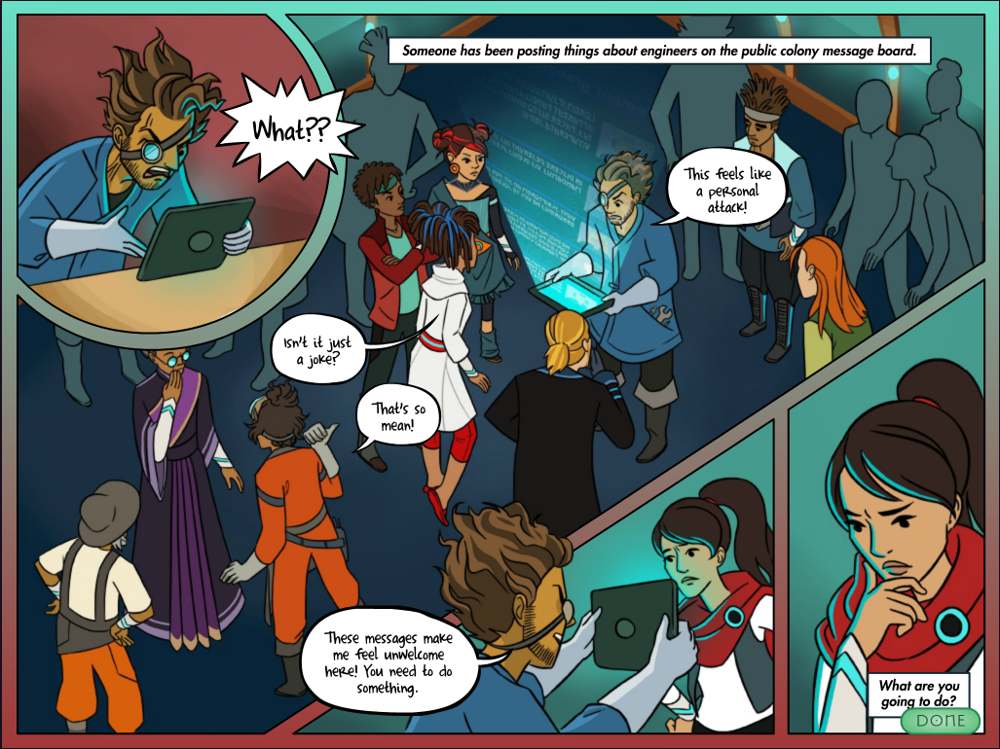 Someone has been posting things about engineers on the public colony message board.
What??
This feels like
a personal
attack!
Isn't it just
a joke?
That's so
mean!
These messages make
me feel unwelcome
here! You need to do
something.
What are you
going to do?
DONE